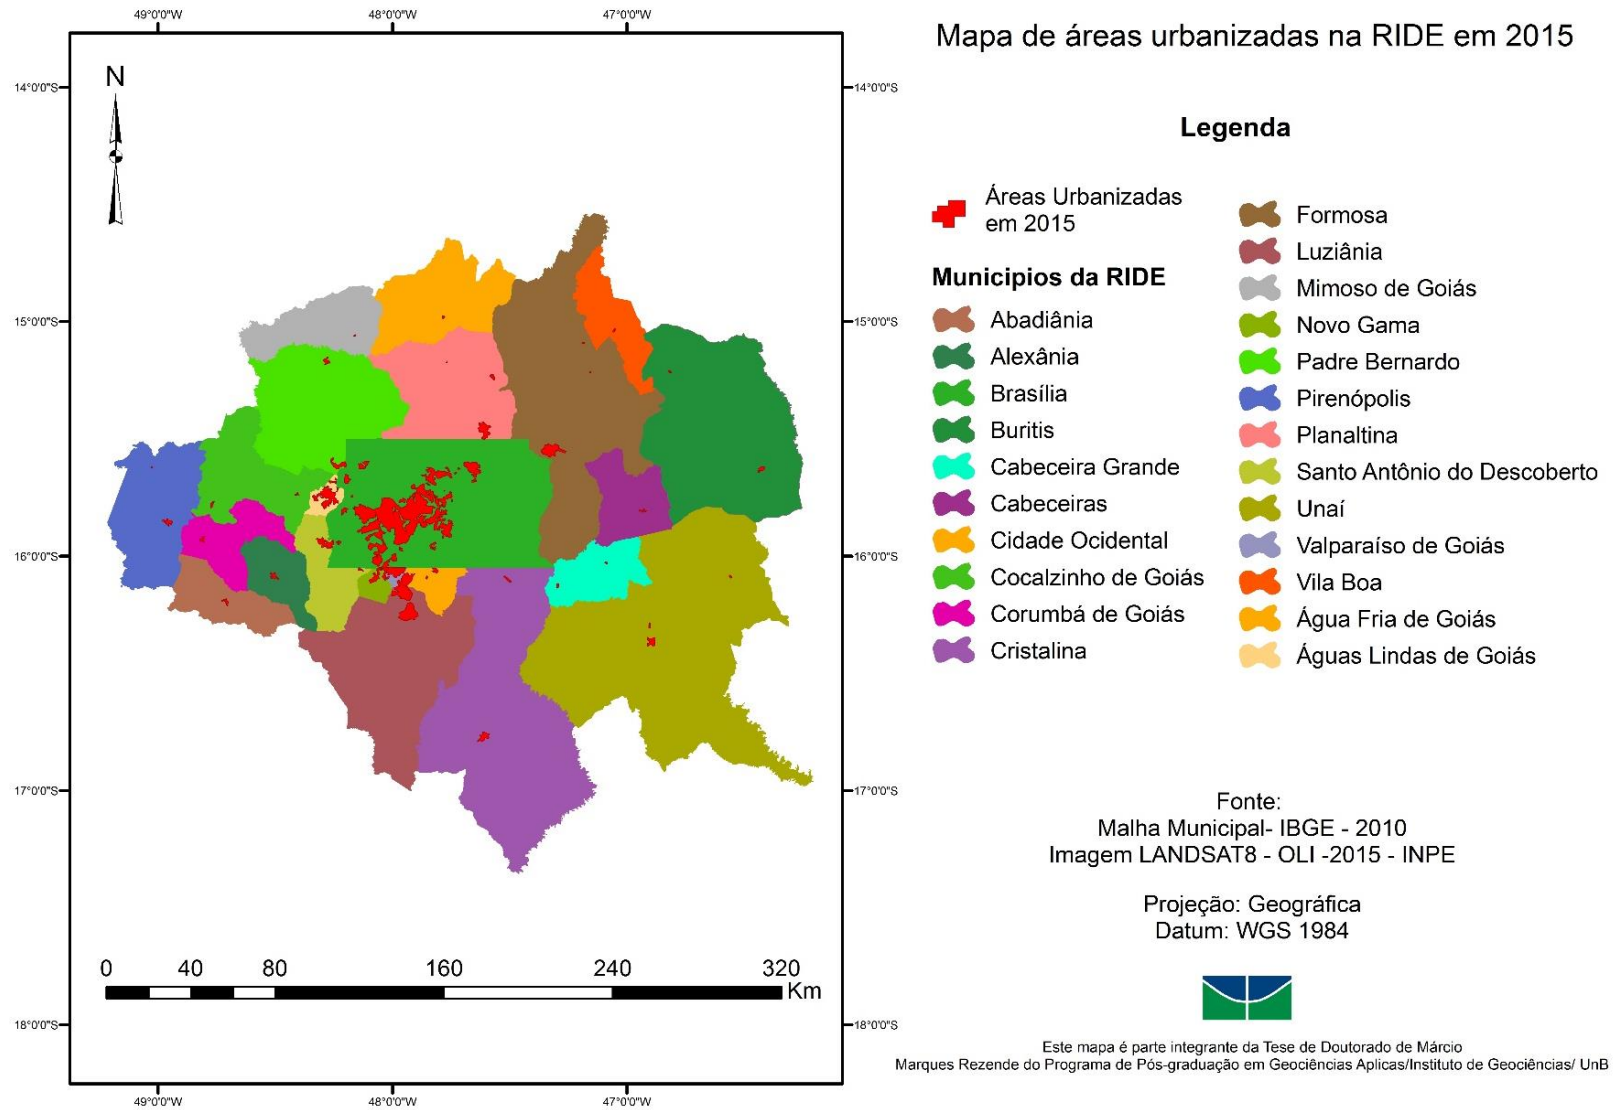 49°0'0"W
48°0'0"W
47°0'0"W
Mapa de áreas urbanizadas na RIDE em 2015
N
14°0'0"S
14°0'0"S
Legenda
Áreas Urbanizadas
em 2015
Municipios da RIDE
Abadiânia
Alexânia
Brasília
Buritis
Cabeceira Grande
Cabeceiras
Cidade Ocidental
Cocalzinho de Goiás
Corumbá de Goiás
Cristalina
Formosa
Luziânia
Mimoso de Goiás
Novo Gama
Padre Bernardo
Pirenópolis
Planaltina
Santo Antônio do Descoberto
Unaí
Valparaíso de Goiás
Vila Boa
Água Fria de Goiás
Águas Lindas de Goiás
15°0'0"S
15°0'0"S
16°0'0"S
16°0'0"S
17°0'0"S
17°0'0"S
Fonte:
Malha Municipal- IBGE - 2010
Imagem LANDSAT8 - OLI -2015 - INPE
Projeção: Geográfica
Datum: WGS 1984
0 40 80 160 240 320
Km
18°0'0"S
18°0'0"S
Este mapa é parte integrante da Tese de Doutorado de Márcio
Marques Rezende do Programa de Pós-graduação em Geociências Aplicas/Instituto de Geociências/ UnB
49°0'0"W
48°0'0"W
47°0'0"W